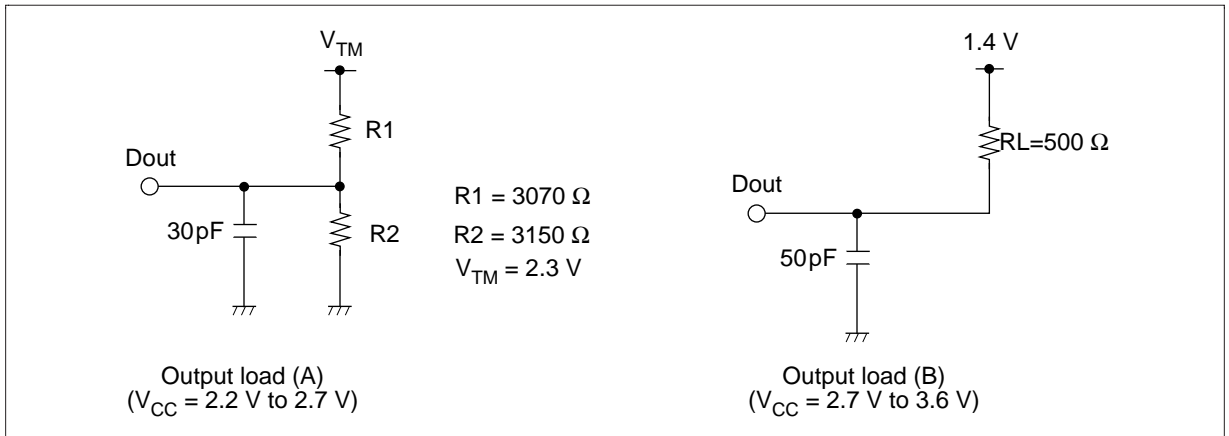 V_TM
R1
Dout
30pF
R2
R1 = 3070 Ω
R2 = 3150 Ω
V_TM = 2.3 V
Output load (A)
(V_CC = 2.2 V to 2.7 V)
1.4 V
RL=500 Ω
Dout
50pF
Output load (B)
(V_CC = 2.7 V to 3.6 V)